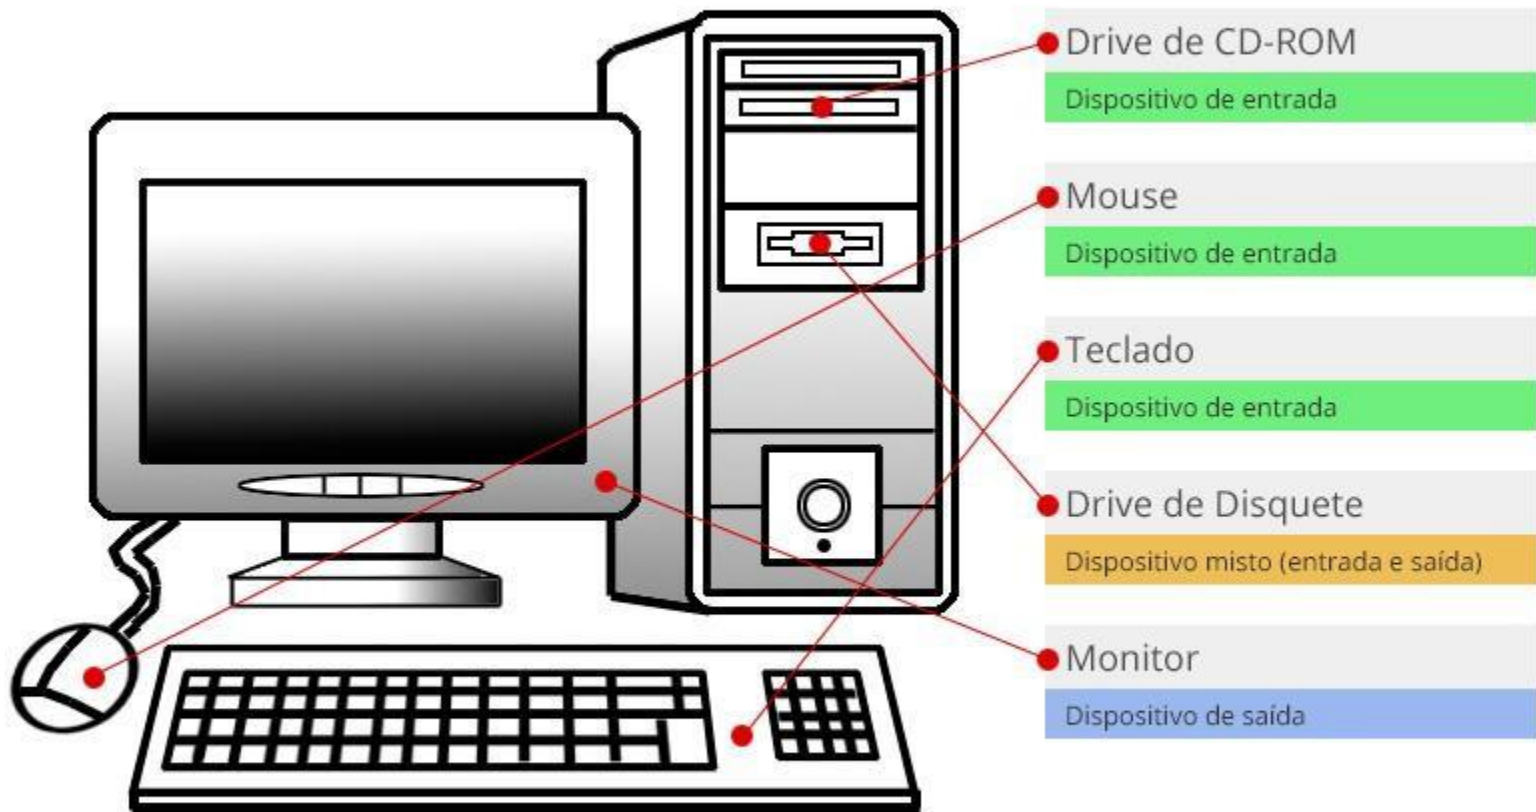 Drive de CD-ROM
Dispositivo de entrada
Mouse
Dispositivo de entrada
Teclado
Dispositivo de entrada
Drive de Disquete
Dispositivo misto (entrada e saída)
Monitor
Dispositivo de saída